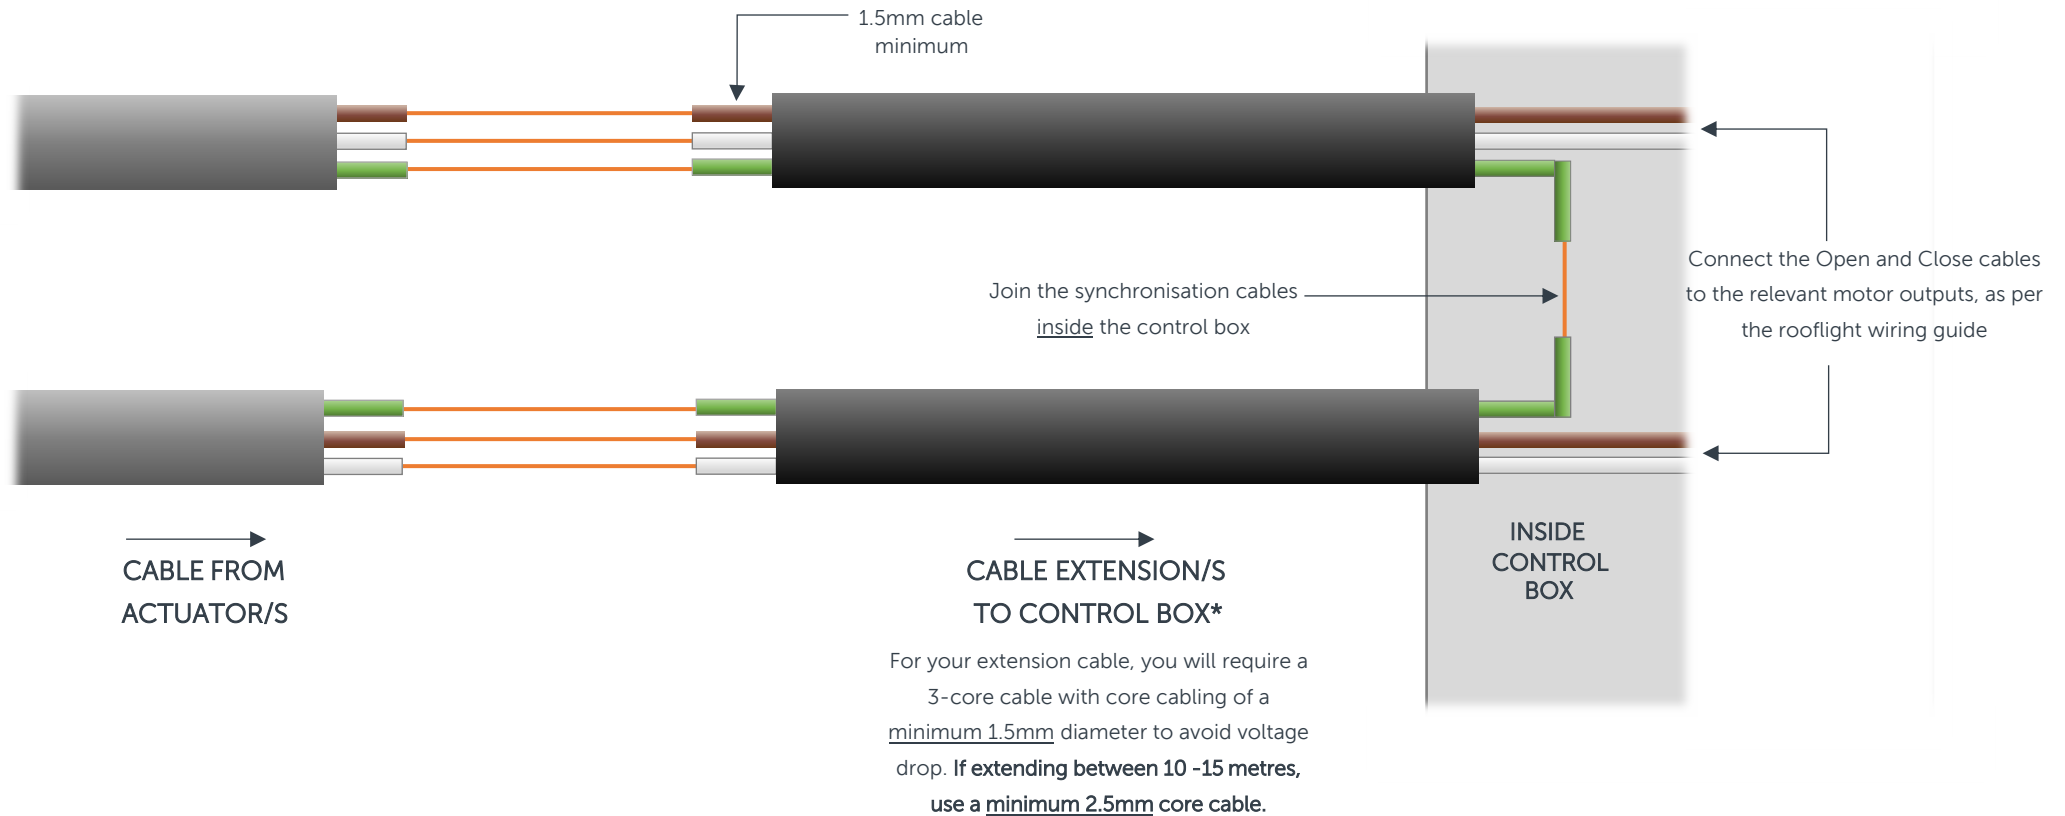 1.5mm cable
minimum
Connect the Open and Close cables
to the relevant motor outputs, as per
the rooflight wiring guide
Join the synchronisation cables
inside the control box
CABLE FROM
ACTUATOR/S
CABLE EXTENSION/S
TO CONTROL BOX*
For your extension cable, you will require a
3-core cable with core cabling of a
minimum 1.5mm diameter to avoid voltage
drop. If extending between 10 -15 metres,
use a minimum 2.5mm core cable.
INSIDE
CONTROL
BOX